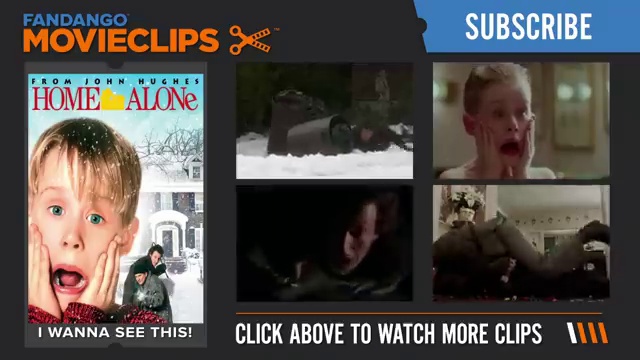 FANDANGO
MOVIECLIPS
SUBSCRIBE
FROM JOHN HUGHES
HOME ALONe
I WANNA SEE THIS!
CLICK ABOVE TO WATCH MORE CLIPS